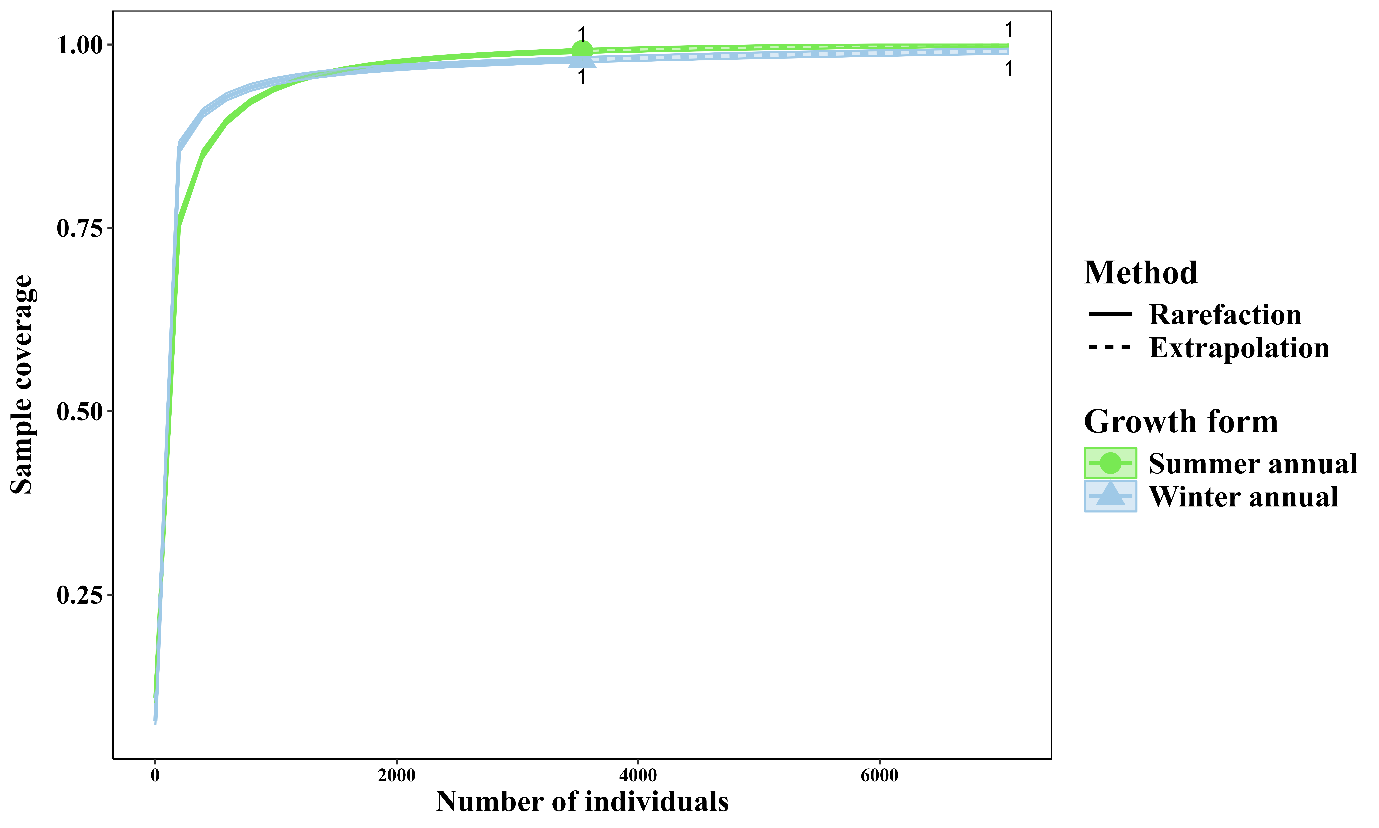 1.00
0.75
0.50
0.25
Sample coverage
1
1
1
1
0
2000
4000
6000
Number of individuals
Method
Rarefaction
Extrapolation
Growth form
Summer annual
Winter annual